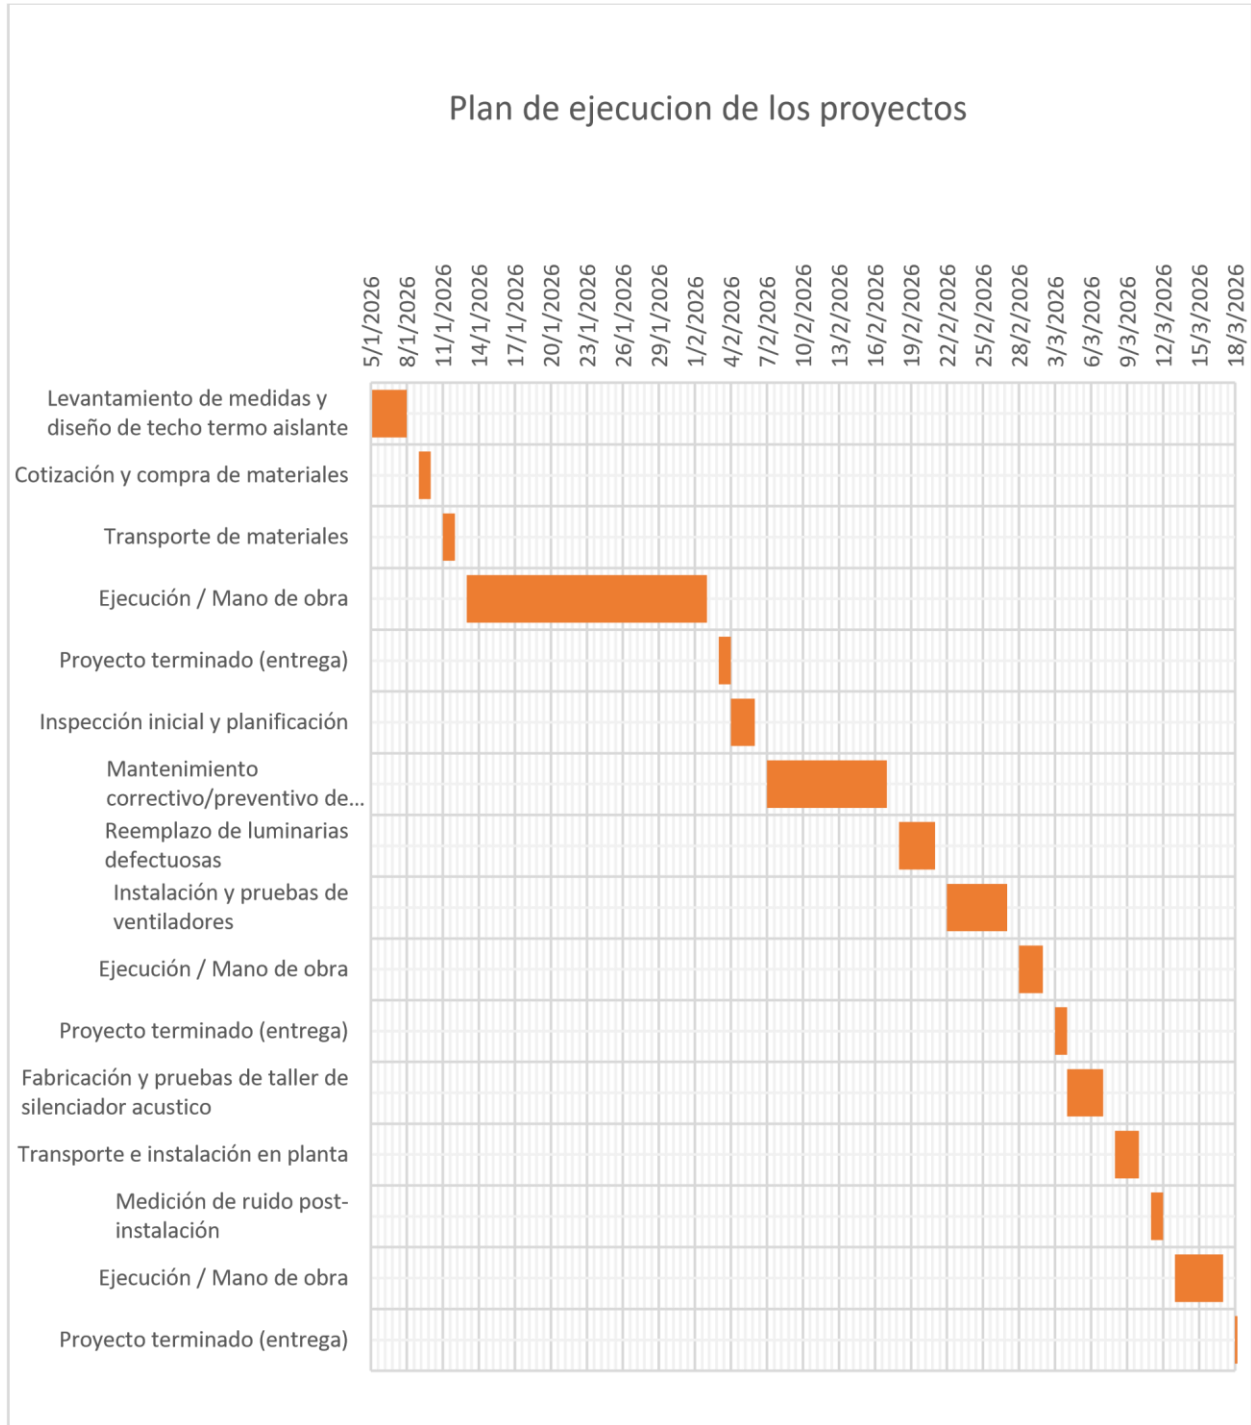 Plan de ejecucion de los proyectos
5/1/2026
8/1/2026
11/1/2026
14/1/2026
17/1/2026
20/1/2026
23/1/2026
26/1/2026
29/1/2026
1/2/2026
4/2/2026
7/2/2026
10/2/2026
13/2/2026
16/2/2026
19/2/2026
22/2/2026
25/2/2026
28/2/2026
3/3/2026
6/3/2026
9/3/2026
12/3/2026
15/3/2026
18/3/2026
Levantamiento de medidas y
diseño de techo termo aislante
Cotización y compra de materiales
Transporte de materiales
Ejecución / Mano de obra
Proyecto terminado (entrega)
Inspección inicial y planificación
Mantenimiento
correctivo/preventivo de...
Reemplazo de luminarias
defectuosas
Instalación y pruebas de
ventiladores
Ejecución / Mano de obra
Proyecto terminado (entrega)
Fabricación y pruebas de taller de
silenciador acustico
Transporte e instalación en planta
Medición de ruido post-
instalación
Ejecución / Mano de obra
Proyecto terminado (entrega)